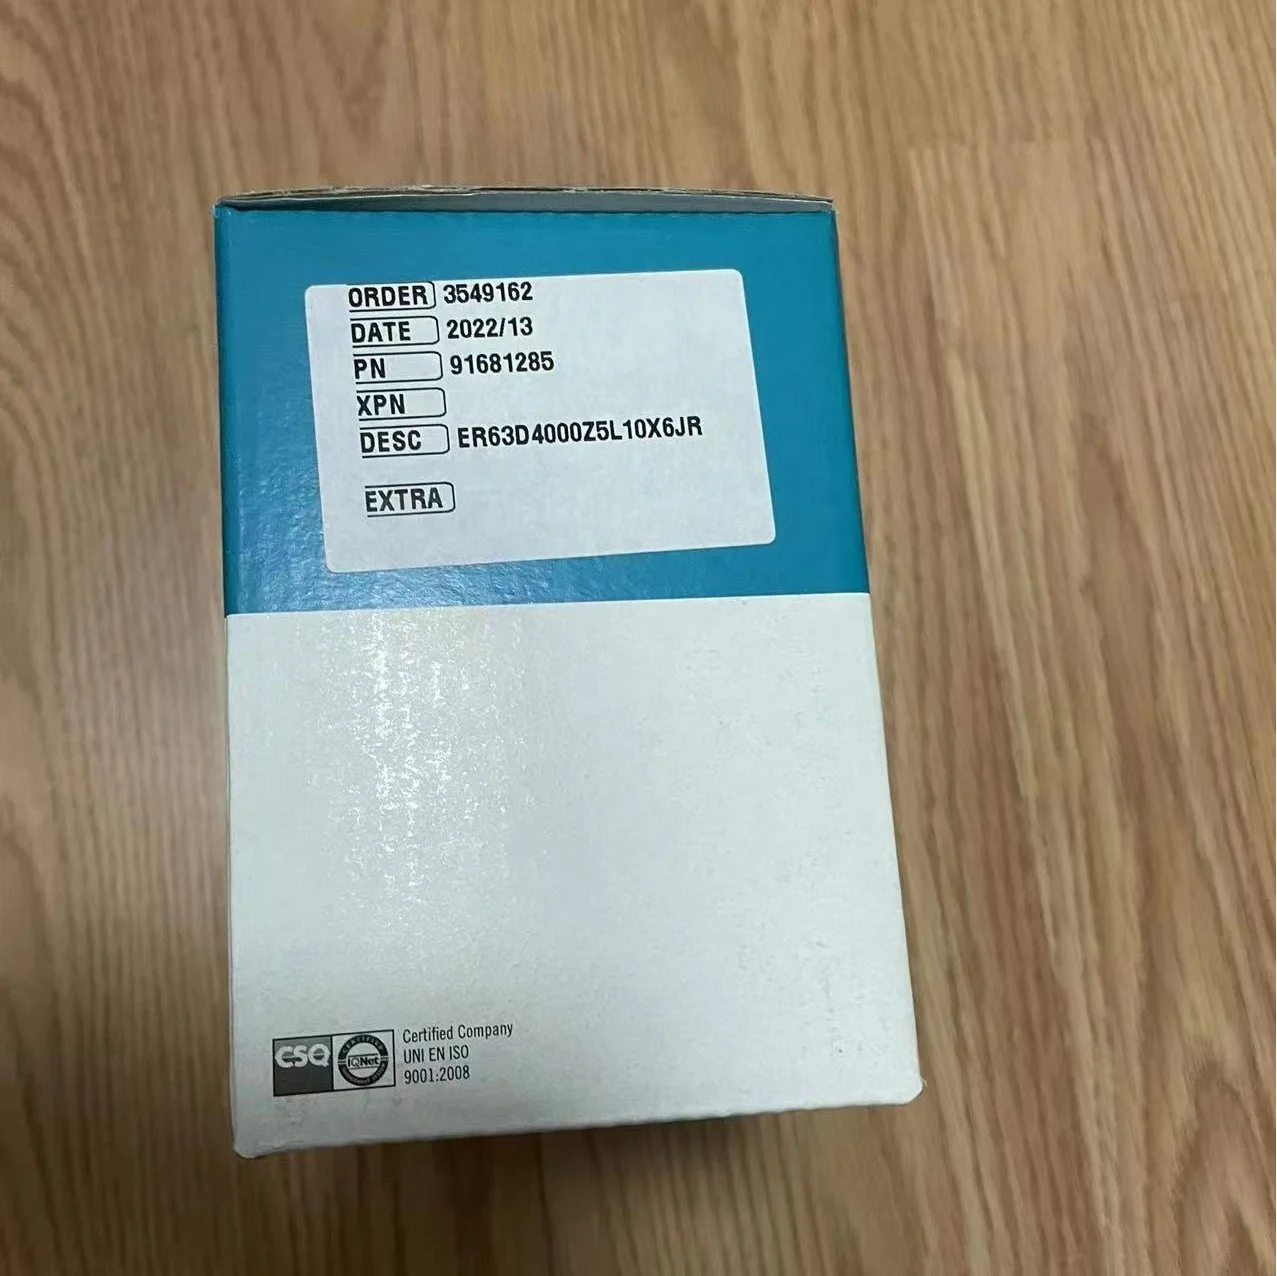 ORDER 3549162
DATE 2022/13
PN 91681285
XPN
DESC ER63D4000Z5L10X6JR
EXTRA
CSQ
IQNet
Certified Company
UNI EN ISO
9001:2008